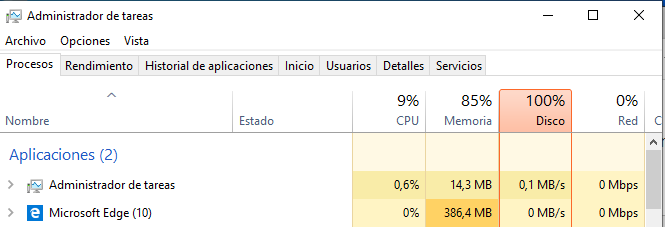 Administrador de tareas
Archivo Opciones Vista
Procesos Rendimiento Historial de aplicaciones Inicio Usuarios Detalles Servicios
9% 85% 100% 0%
Nombre Estado CPU Memoria Disco Red C
Aplicaciones (2)
Administrador de tareas 0,6% 14,3 MB 0,1 MB/s 0 Mbps
Microsoft Edge (10) 0% 386,4 MB 0 MB/s 0 Mbps